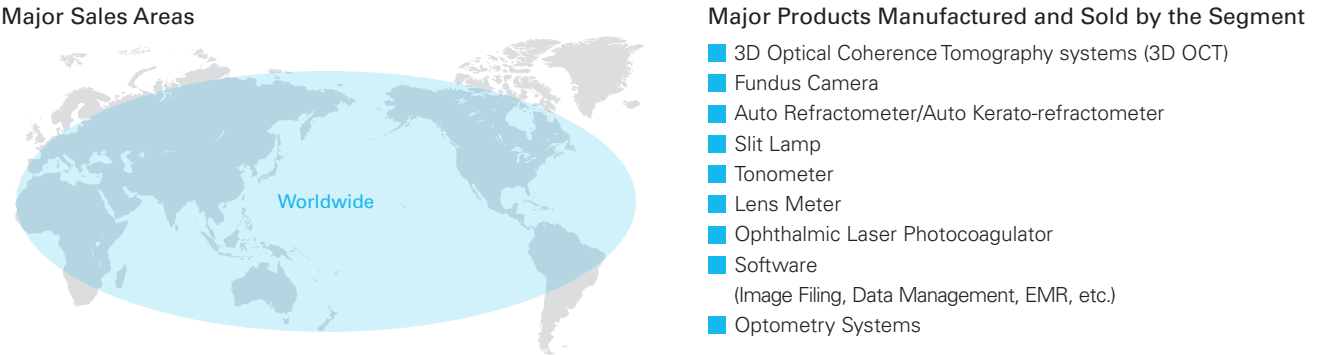 Major Sales Areas
Worldwide
Major Products Manufactured and Sold by the Segment
3D Optical Coherence Tomography systems (3D OCT)
Fundus Camera
Auto Refractometer/Auto Kerato-refractometer
Slit Lamp
Tonometer
Lens Meter
Ophthalmic Laser Photocoagulator
Software
(Image Filing, Data Management, EMR, etc.)
Optometry Systems